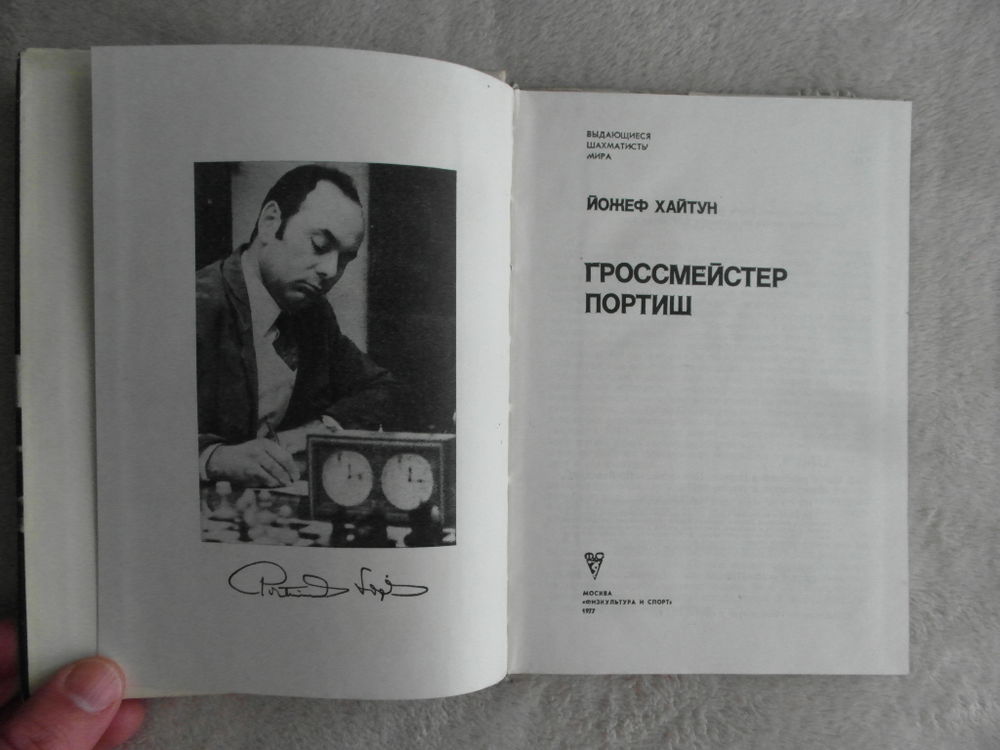 ВЫДАЮЩИЕСЯ
ШАХМАТИСТЫ
МИРА
ЙОЖЕФ ХАЙТУН
ГРОССМЕЙСТЕР
ПОРТИШ
МОСКВА
«ФИЗКУЛЬТУРА И СПОРТ»
1977